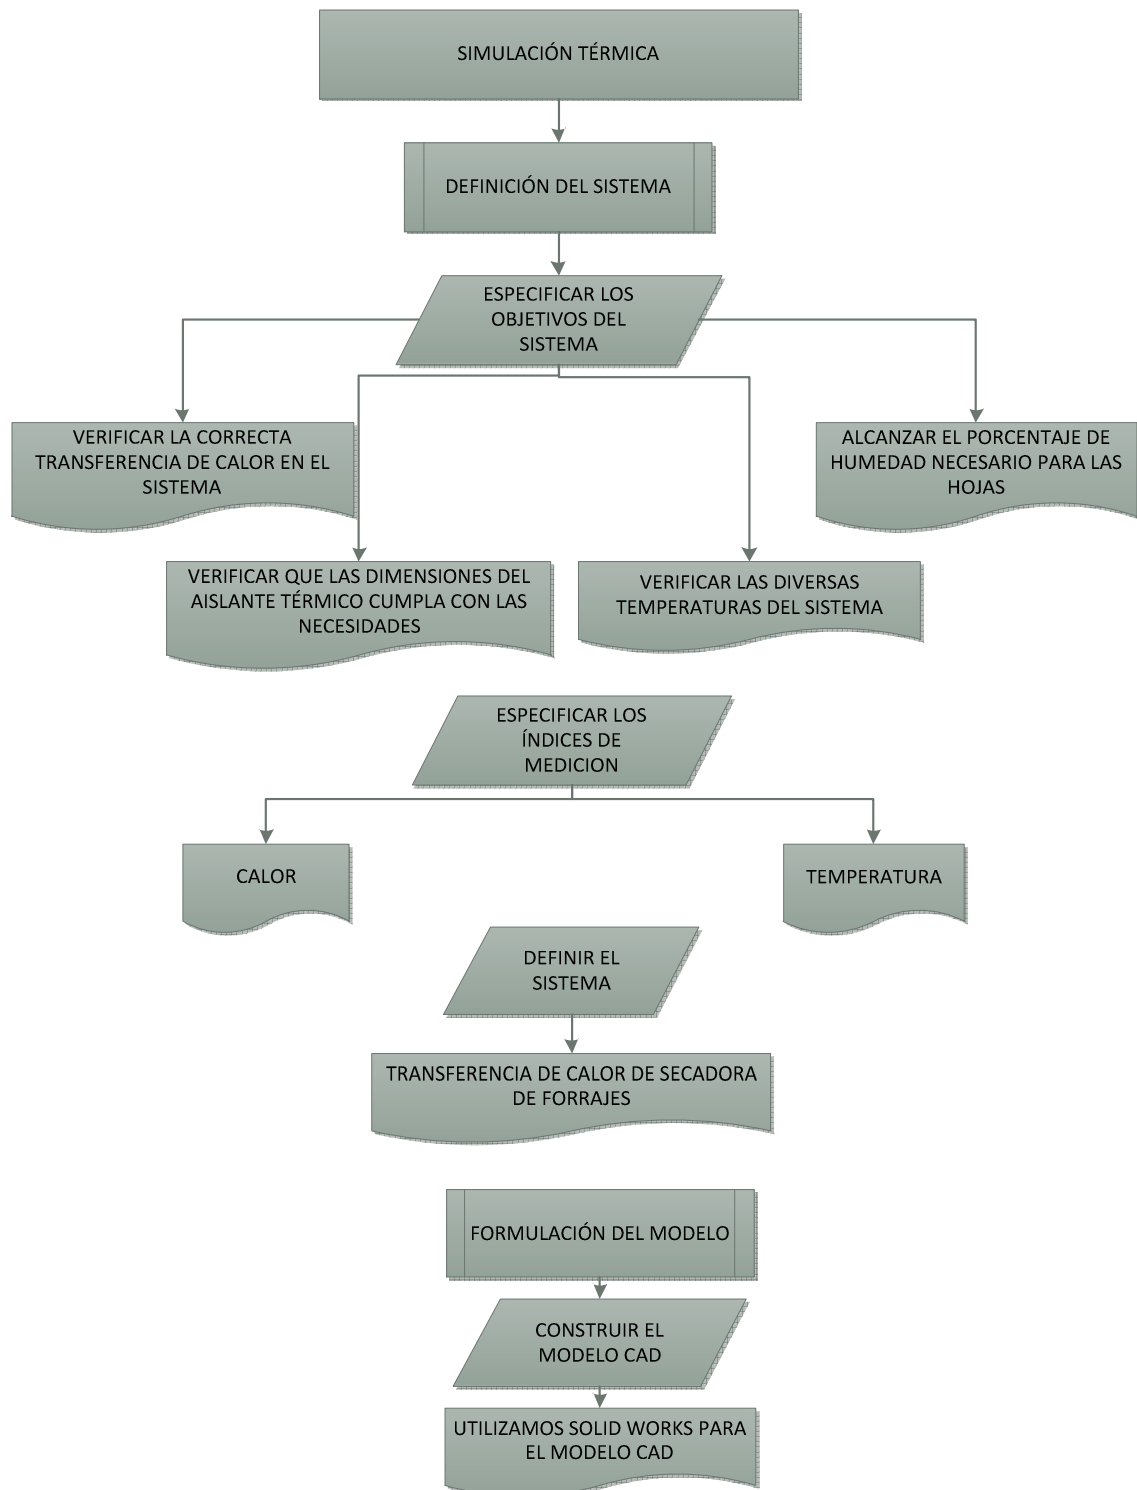 SIMULACIÓN TÉRMICA
DEFINICIÓN DEL SISTEMA
ESPECIFICAR LOS
OBJETIVOS DEL
SISTEMA
VERIFICAR LA CORRECTA
TRANSFERENCIA DE CALOR EN EL
SISTEMA
ALCANZAR EL PORCENTAJE DE
HUMEDAD NECESARIO PARA LAS
HOJAS
VERIFICAR QUE LAS DIMENSIONES DEL
AISLANTE TÉRMICO CUMPLA CON LAS
NECESIDADES
VERIFICAR LAS DIVERSAS
TEMPERATURAS DEL SISTEMA
ESPECIFICAR LOS
ÍNDICES DE
MEDICION
CALOR
TEMPERATURA
DEFINIR EL
SISTEMA
TRANSFERENCIA DE CALOR DE SECADORA
DE FORRAJES
FORMULACIÓN DEL MODELO
CONSTRUIR EL
MODELO CAD
UTILIZAMOS SOLID WORKS PARA
EL MODELO CAD